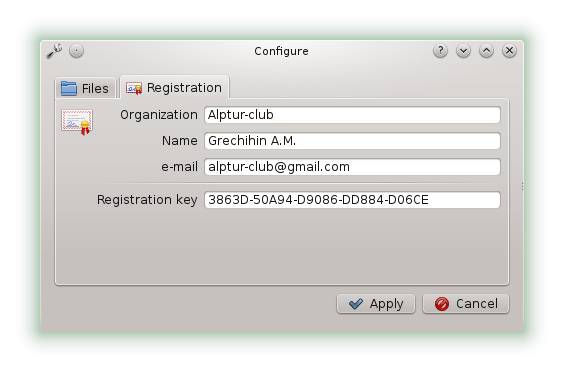 Configure
Files
Registration
Organization Alptur-club
Name Grechihin A.M.
e-mail alptur-club@gmail.com
Registration key 3863D-50A94-D9086-DD884-D06CE
Apply Cancel